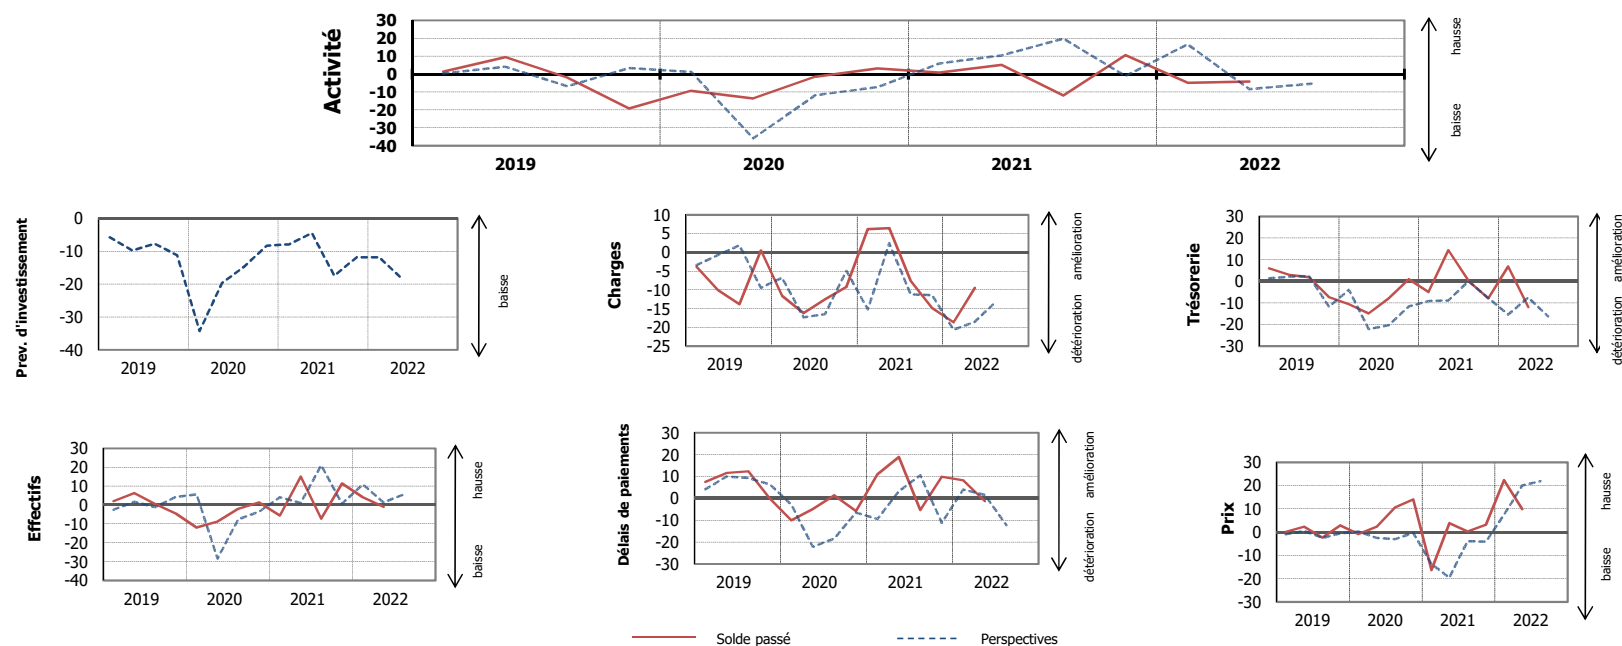 Activité
30
20
10
0
-10
-20
-30
-40
2019 2020 2021 2022
hausse
baisse
Prev. d'investissement
0
-10
-20
-30
-40
2019 2020 2021 2022
baisse
Charges
10
5
0
-5
-10
-15
-20
-25
2019 2020 2021 2022
amélioration
détérioration
Trésorerie
30
20
10
0
-10
-20
-30
2019 2020 2021 2022
amélioration
détérioration
Effectifs
30
20
10
0
-10
-20
-30
-40
2019 2020 2021 2022
hausse
baisse
Délais de paiements
30
20
10
0
-10
-20
-30
2019 2020 2021 2022
amélioration
détérioration
Prix
30
20
10
0
-10
-20
-30
2019 2020 2021 2022
hausse
baisse
Solde passé Perspectives